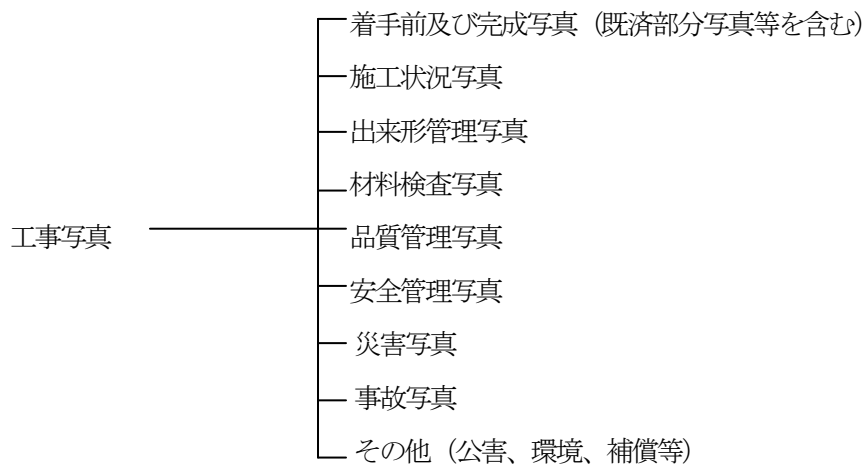 着手前及び完成写真（既済部分写真等を含む）
施工状況写真
出来形管理写真
材料検査写真
工事写真
品質管理写真
安全管理写真
災害写真
事故写真
その他（公害、環境、補償等）